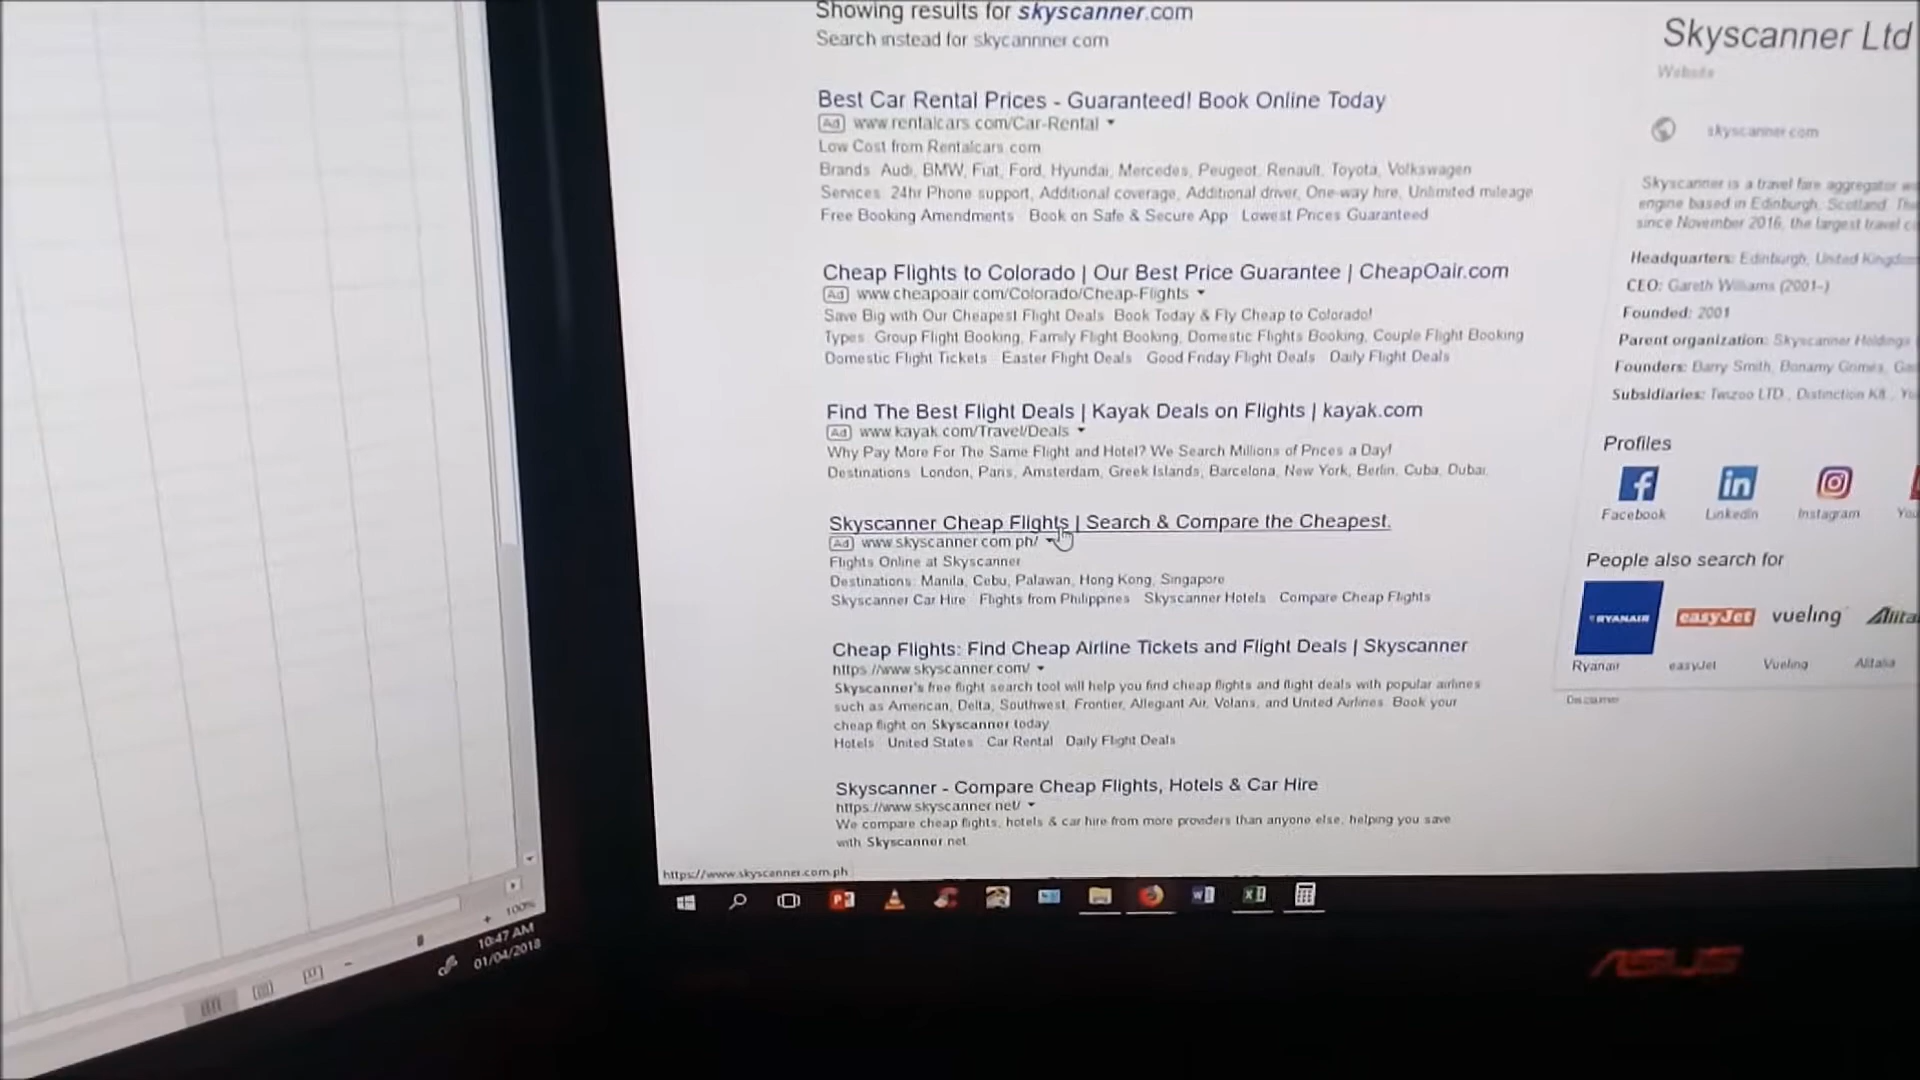 Showing results for skyscanner.com
Search instead for skycannner com
Best Car Rental Prices - Guaranteed! Book Online Today
Ad www.rentalcars com/Car-Rental
Low Cost from Rentalcars com
Brands Audi, BMW, Fiat, Ford, Hyundai, Mercedes, Peugeot, Renault, Toyota, Volkswagen
Services 24hr Phone support, Additional coverage, Additional driver, One-way hire, Unlimited mileage
Free Booking Amendments Book on Safe & Secure App Lowest Prices Guaranteed
Cheap Flights to Colorado | Our Best Price Guarantee | CheapOair.com
Ad www.cheapoair com/Colorado/Cheap-Flights
Save Big with Our Cheapest Flight Deals Book Today & Fly Cheap to Colorado!
Types Group Flight Booking, Family Flight Booking, Domestic Flights Booking, Couple Flight Booking
Domestic Flight Tickets Easter Flight Deals Good Friday Flight Deals Daily Flight Deals
Find The Best Flight Deals | Kayak Deals on Flights | kayak.com
Ad www.kayak com/Travel/Deals
Why Pay More For The Same Flight and Hotel? We Search Millions of Prices a Day!
Destinations London, Paris, Amsterdam, Greek Islands, Barcelona, New York, Berlin, Cuba, Dubai,
Skyscanner Cheap Flights | Search & Compare the Cheapest.
Ad www.skyscanner com ph/
Flights Online at Skyscanner
Destinations: Manila, Cebu, Palawan, Hong Kong, Singapore
Skyscanner Car Hire Flights from Philippines Skyscanner Hotels Compare Cheap Flights
Cheap Flights: Find Cheap Airline Tickets and Flight Deals | Skyscanner
https://www.skyscanner com/
Skyscanner's free flight search tool will help you find cheap flights and flight deals with popular airlines
such as American, Delta, Southwest, Frontier, Allegiant Air, Volaris, and United Airlines. Book your
cheap flight on Skyscanner today
Hotels United States Car Rental Daily Flight Deals
Skyscanner - Compare Cheap Flights, Hotels & Car Hire
https://www.skyscanner net/
We compare cheap flights, hotels & car hire from more providers than anyone else, helping you save
with Skyscanner net
https://www.skyscanner.com.ph
Skyscanner Ltd
Website
skyscanner.com
Skyscanner is a travel fare aggregator
engine based in Edinburgh, Scotland.
since November 2016, the largest travel
Headquarters: Edinburgh, United Kingdom
CEO: Gareth Williams (2001–)
Founded: 2001
Parent organization: Skyscanner Holdings
Founders: Barry Smith, Bonamy Grimes,
Subsidiaries: Twizoo LTD., Distinction Kft.,
Profiles
Facebook LinkedIn Instagram
People also search for
RYANAIR easyJet vueling
Ryanair easyJet Vueling Alitalia
Disclaimer
100%
10:47 AM
01/04/2018
ASUS